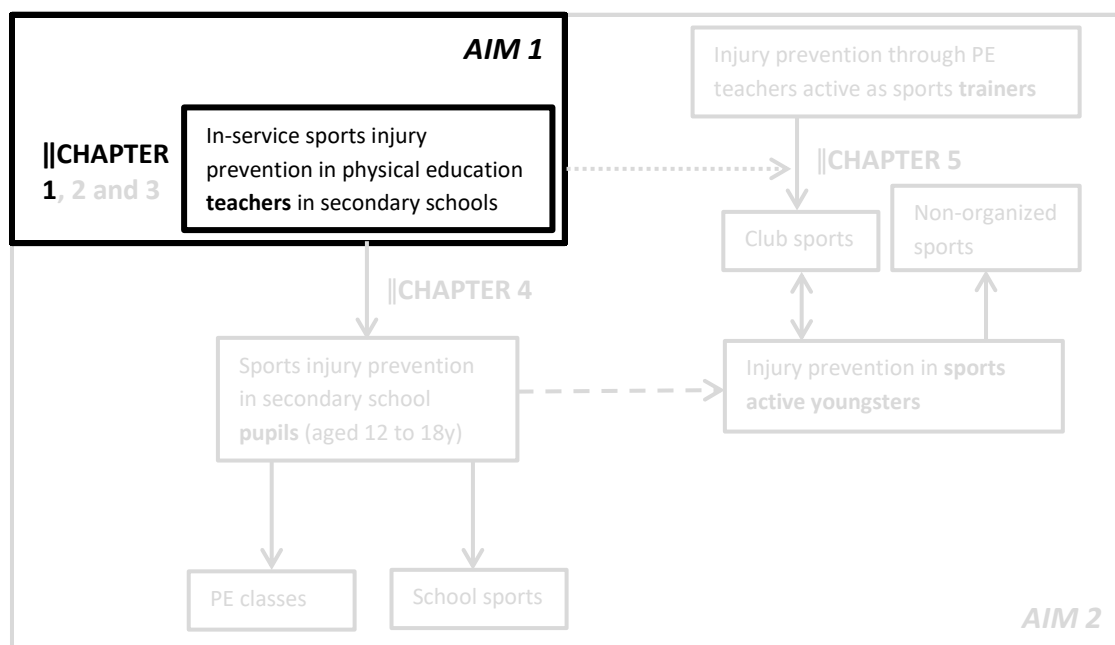 AIM 1
‖CHAPTER
1, 2 and 3
In-service sports injury
prevention in physical education
teachers in secondary schools
Injury prevention through PE
teachers active as sports trainers
‖CHAPTER 5
Club sports
Non-organized
sports
‖CHAPTER 4
Sports injury prevention
in secondary school
pupils (aged 12 to 18y)
Injury prevention in sports
active youngsters
PE classes
School sports
AIM 2